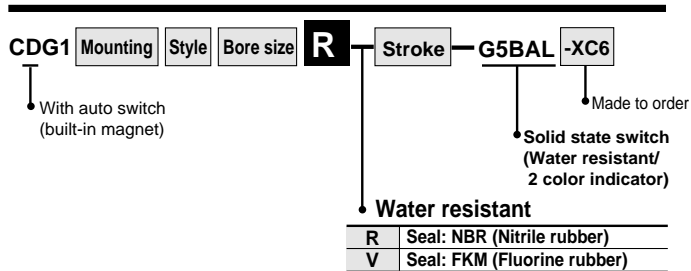 CDG1 Mounting Style Bore size R Stroke G5BAL -XC6
With auto switch
(built-in magnet)
Made to order
Solid state switch
(Water resistant/
2 color indicator)
Water resistant
R Seal: NBR (Nitrile rubber)
V Seal: FKM (Fluorine rubber)